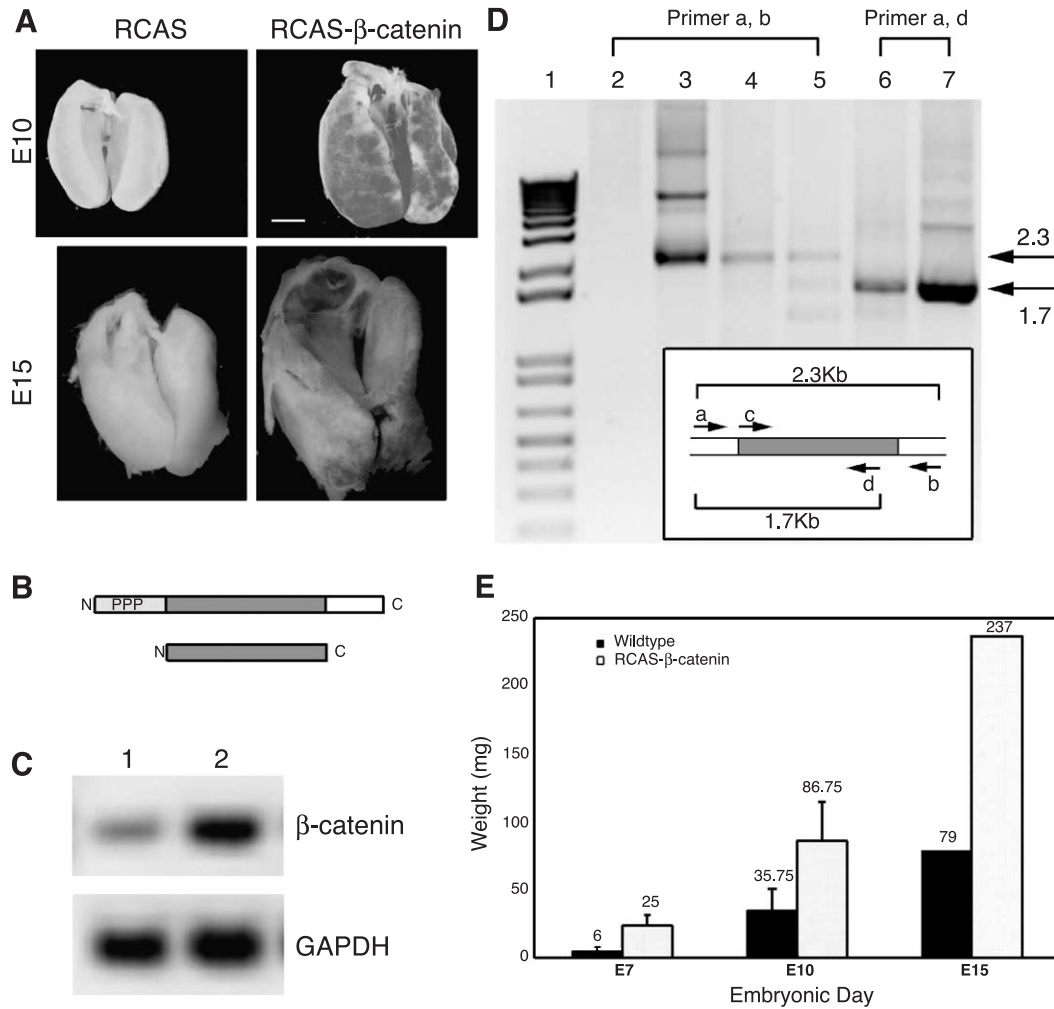 A
RCAS
RCAS-β-catenin
E10
E15
B
N PPP C
N C
C
1 2
β-catenin
GAPDH
D
Primer a, b
Primer a, d
1 2 3 4 5 6 7
2.3
1.7
2.3Kb
a c
d b
1.7Kb
E
250
200
150
100
50
0
Weight (mg)
Wildtype
RCAS-β-catenin
6
25
35.75
86.75
79
237
E7 E10 E15
Embryonic Day